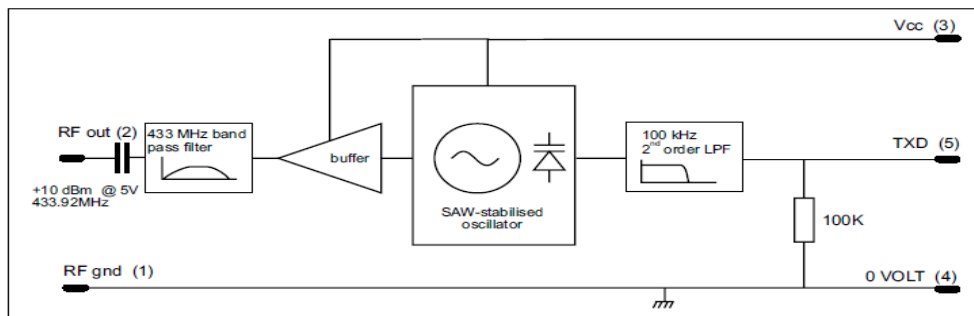 Vcc (3)
RF out (2)
433 MHz band
pass filter
buffer
100 kHz
2nd order LPF
TXD (5)
+10 dBm @ 5V
433.92MHz
SAW-stabilised
oscillator
100K
RF gnd (1)
0 VOLT (4)